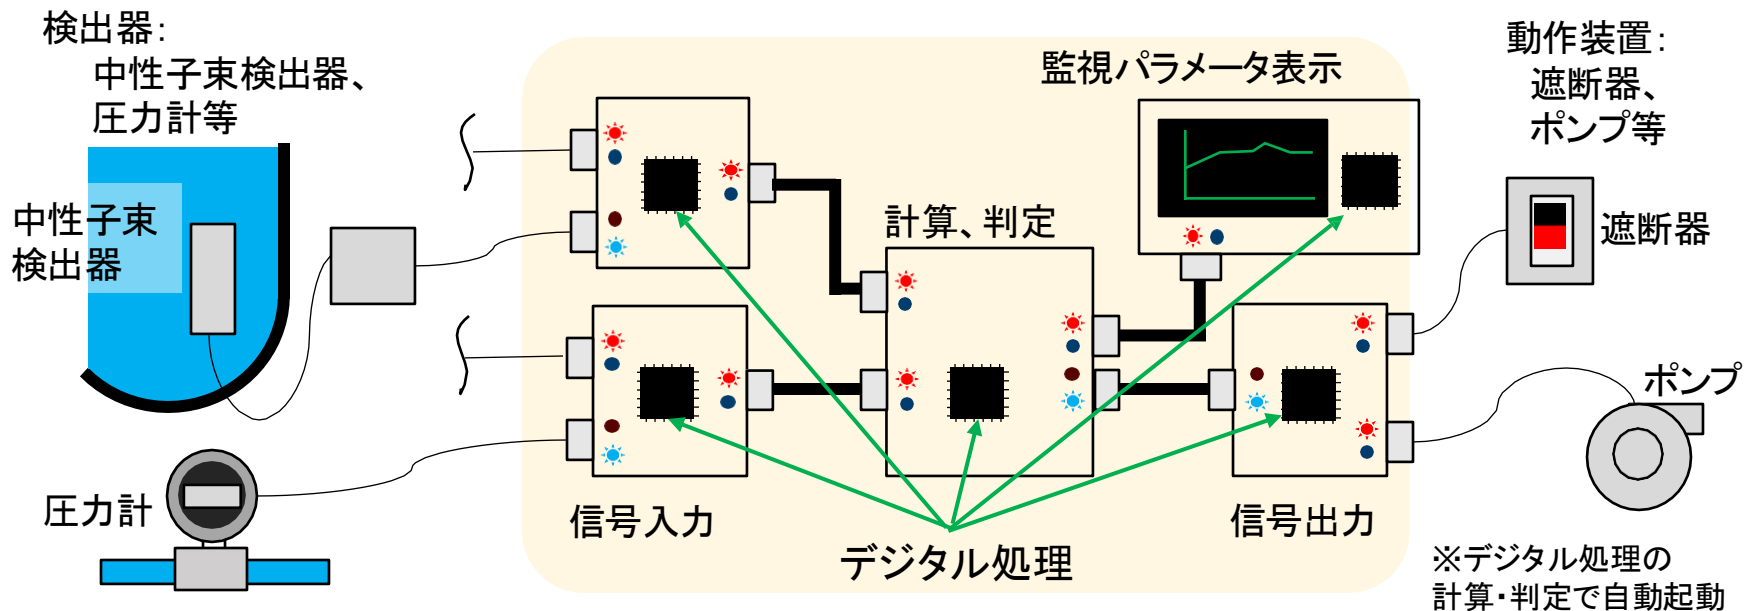 検出器：
中性子束検出器、
圧力計等
中性子束
検出器
圧力計
信号入力
計算、判定
デジタル処理
監視パラメータ表示
信号出力
動作装置：
遮断器、
ポンプ等
遮断器
ポンプ
※デジタル処理の
計算・判定で自動起動